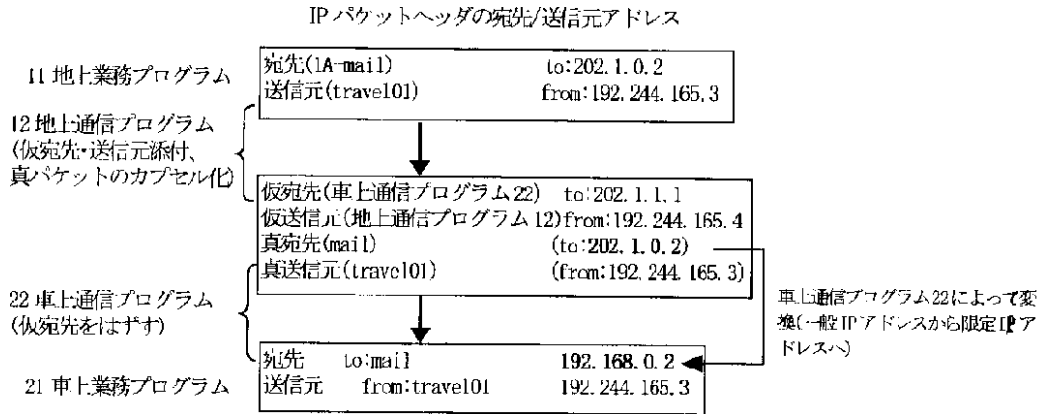 IPパケットヘッダの宛先/送信元アドレス
11 地上業務プログラム
宛先(1A-mail) to:202.1.0.2
送信元(travel01) from:192.244.165.3
12 地上通信プログラム
(仮宛先・送信元添付、
真パケットのカプセル化)
仮宛先(車上通信プログラム22) to:202.1.1.1
仮送信元(地上通信プログラム12)from:192.244.165.4
真宛先(mail) (to:202.1.0.2)
真送信元(travel01) (from:192.244.165.3)
22 車上通信プログラム
(仮宛先をはずす)
車上通信プログラム22によって変
換(一般IPアドレスから限定IPア
ドレスへ)
21 車上業務プログラム
宛先 to:mail 192.168.0.2
送信元 from:travel01 192.244.165.3